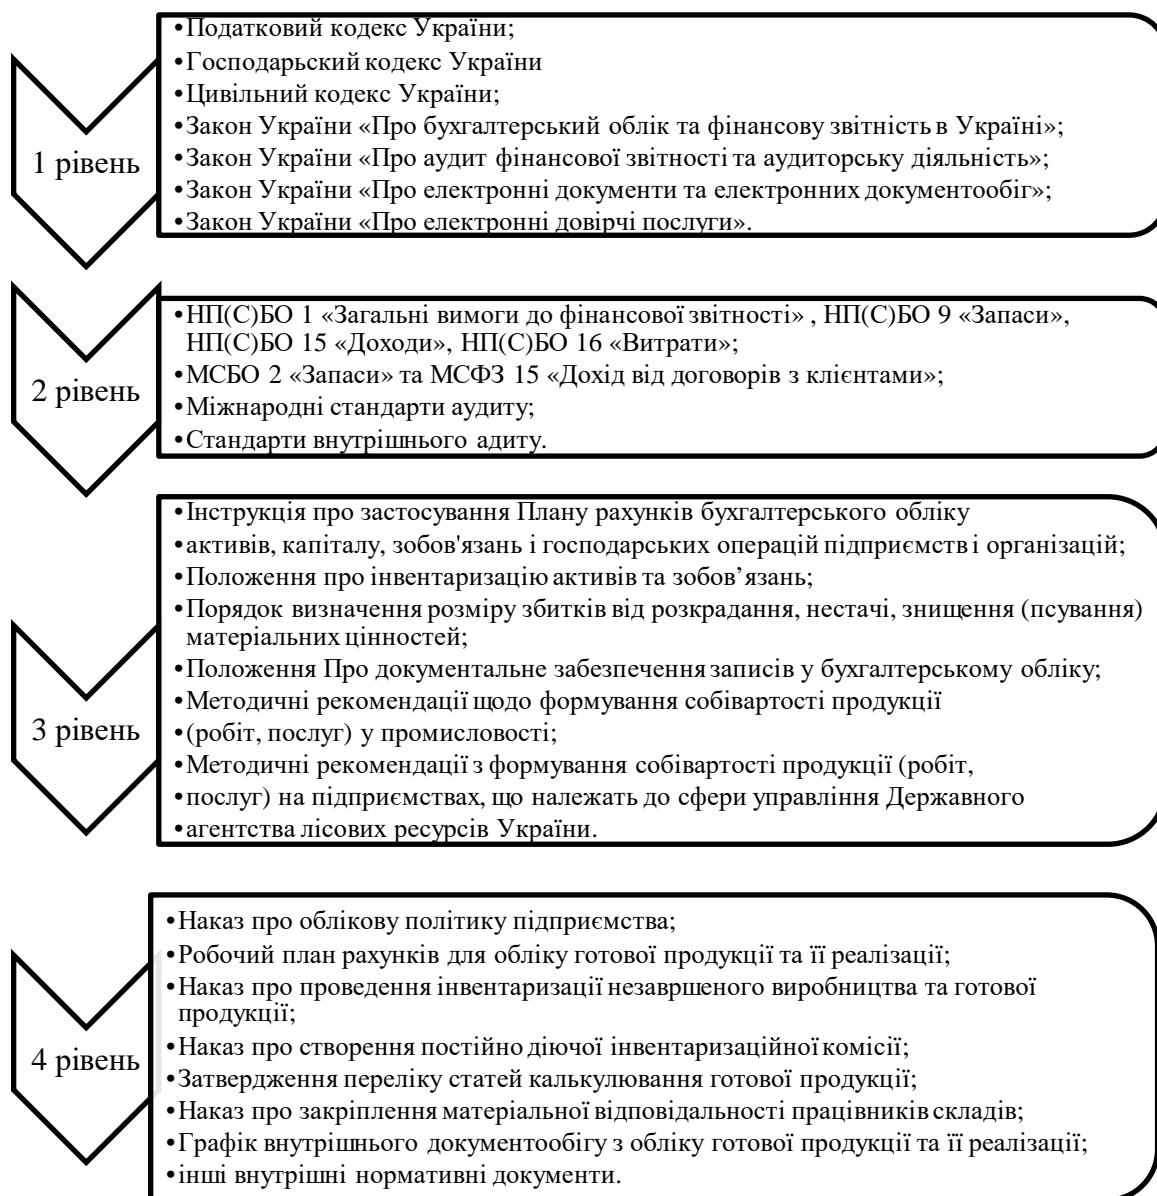 1 рівень
•Податковий кодекс України;
•Господарьский кодекс України
•Цивільний кодекс України;
•Закон України «Про бухгалтерський облік та фінансову звітність в Україні»;
•Закон України «Про аудит фінансової звітності та аудиторську діяльність»;
•Закон України «Про електронні документи та електронних документообіг»;
•Закон України «Про електронні довірчі послуги».
2 рівень
•НП(С)БО 1 «Загальні вимоги до фінансової звітності» , НП(С)БО 9 «Запаси»,
НП(С)БО 15 «Доходи», НП(С)БО 16 «Витрати»;
•МСБО 2 «Запаси» та МСФЗ 15 «Дохід від договорів з клієнтами»;
•Міжнародні стандарти аудиту;
•Стандарти внутрішнього адиту.
3 рівень
•Інструкція про застосування Плану рахунків бухгалтерського обліку
•активів, капіталу, зобов'язань і господарських операцій підприємств і організацій;
•Положення про інвентаризацію активів та зобов’язань;
•Порядок визначення розміру збитків від розкрадання, нестачі, знищення (псування)
матеріальних цінностей;
•Положення Про документальне забезпечення записів у бухгалтерському обліку;
•Методичні рекомендації щодо формування собівартості продукції
•(робіт, послуг) у промисловості;
•Методичні рекомендації з формування собівартості продукції (робіт,
•послуг) на підприємствах, що належать до сфери управління Державного
•агентства лісових ресурсів України.
4 рівень
•Наказ про облікову політику підприємства;
•Робочий план рахунків для обліку готової продукції та її реалізації;
•Наказ про проведення інвентаризації незавршеного виробництва та готової
продукції;
•Наказ про створення постійно діючої інвентаризаційної комісії;
•Затвердження переліку статей калькулювання готової продукції;
•Наказ про закріплення матеріальної відповідальності працівників складів;
•Графік внутрішнього документообігу з обліку готової продукції та її реалізації;
•інші внутрішні нормативні документи.